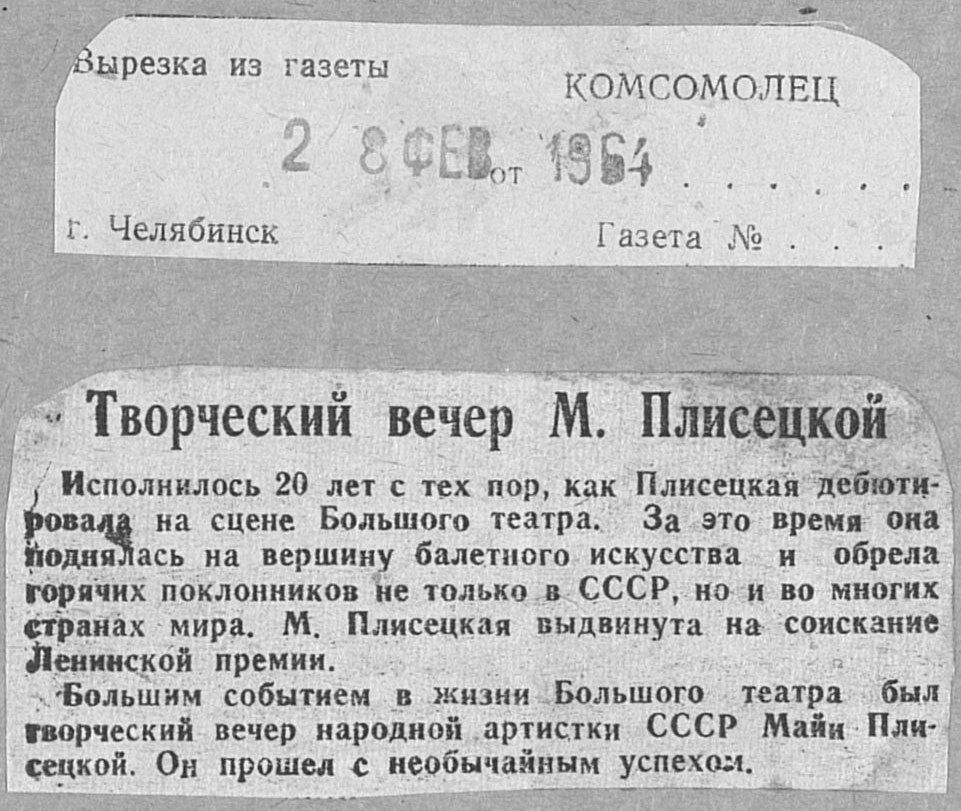 Вырезка из газеты
КОМСОМОЛЕЦ
2 8 ФЕВ от 1964 . . . . . .
г. Челябинск
Газета № . . .
Творческий вечер М. Плисецкой
Исполнилось 20 лет с тех пор, как Плисецкая дебюти-
ровала на сцене Большого театра. За это время она
поднялась на вершину балетного искусства и обрела
горячих поклонников не только в СССР, но и во многих
странах мира. М. Плисецкая выдвинута на соискание
Ленинской премии.
Большим событием в жизни Большого театра был
творческий вечер народной артистки СССР Майи Пли-
сецкой. Он прошел с необычайным успехом.